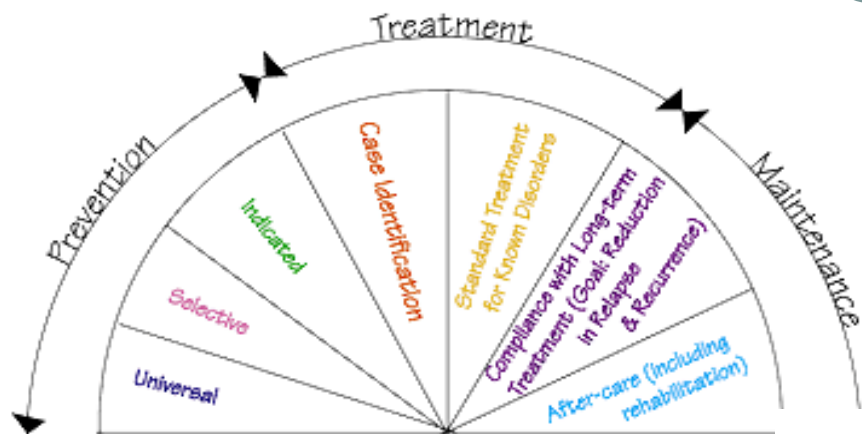 Treatment
Prevention
Maintenance
Universal
Selective
Indicated
Case Identification
Standard Treatment
for Known Disorders
Compliance with Long-term
Treatment (Goal: Reduction
in Relapse
& Recurrence)
After-care (including
rehabilitation)